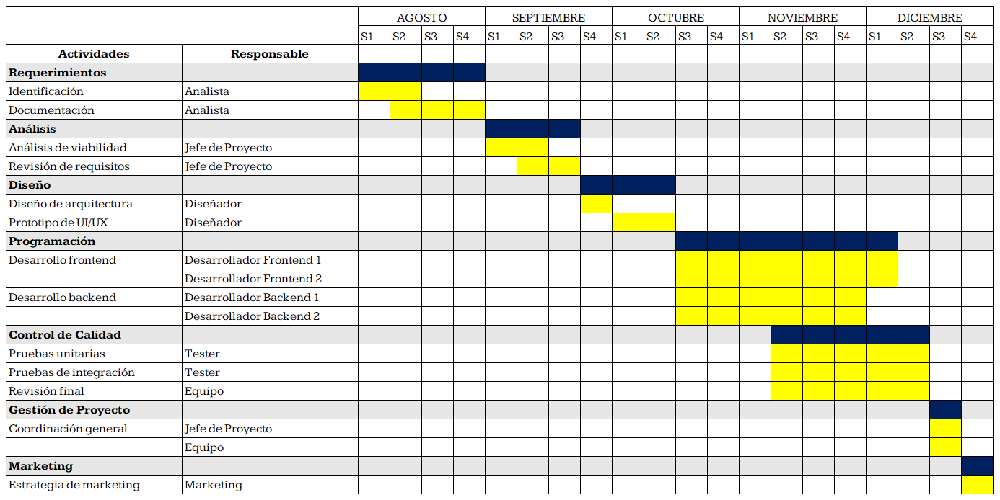 AGOSTO SEPTIEMBRE OCTUBRE NOVIEMBRE DICIEMBRE
S1 S2 S3 S4 S1 S2 S3 S4 S1 S2 S3 S4 S1 S2 S3 S4 S1 S2 S3 S4
Actividades Responsable
Requerimientos
Identificación Analista
Documentación Analista
Análisis
Análisis de viabilidad Jefe de Proyecto
Revisión de requisitos Jefe de Proyecto
Diseño
Diseño de arquitectura Diseñador
Prototipo de UI/UX Diseñador
Programación
Desarrollo frontend Desarrollador Frontend 1
Desarrollador Frontend 2
Desarrollo backend Desarrollador Backend 1
Desarrollador Backend 2
Control de Calidad
Pruebas unitarias Tester
Pruebas de integración Tester
Revisión final Equipo
Gestión de Proyecto
Coordinación general Jefe de Proyecto
Equipo
Marketing
Estrategia de marketing Marketing